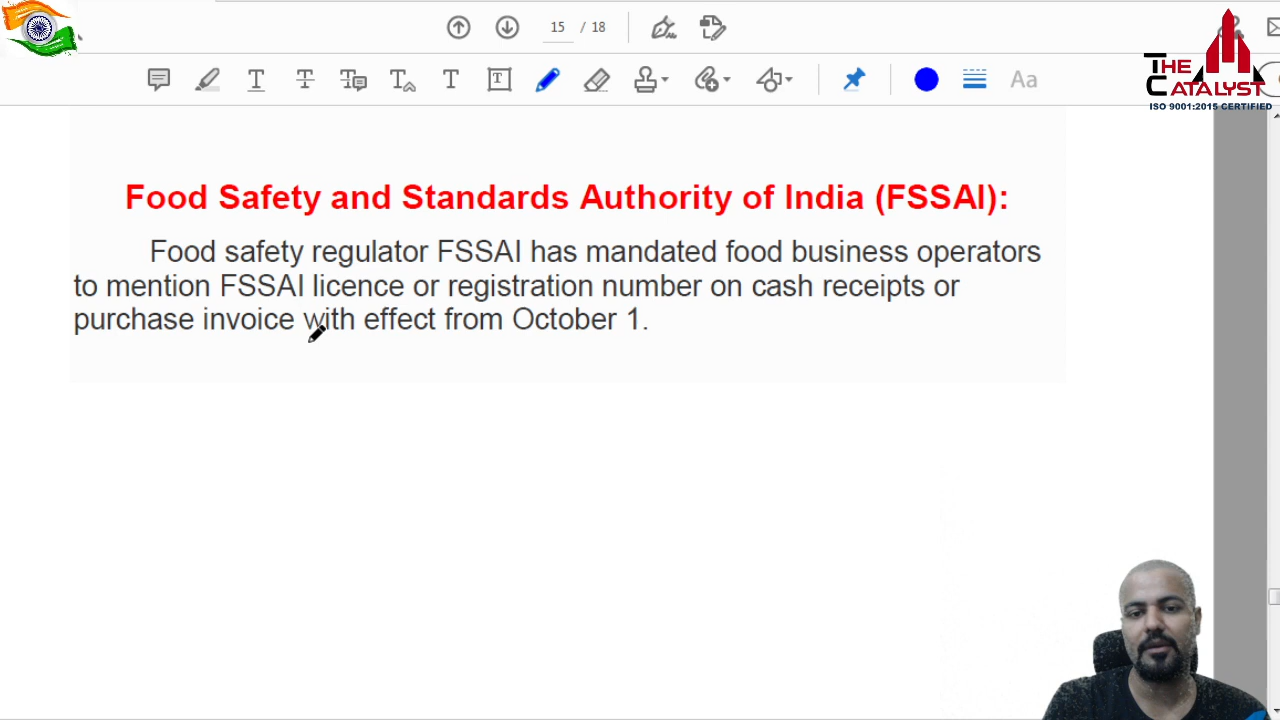 15 / 18
THE
CATALYST
ISO 9001:2015 CERTIFIED
T T T T T T Aa
Food Safety and Standards Authority of India (FSSAI):
Food safety regulator FSSAI has mandated food business operators
to mention FSSAI licence or registration number on cash receipts or
purchase invoice with effect from October 1.